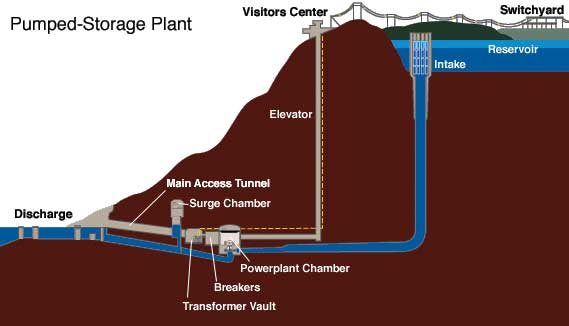 Visitors Center
Switchyard
Pumped-Storage Plant
Reservoir
Intake
Elevator
Main Access Tunnel
Surge Chamber
Discharge
Powerplant Chamber
Breakers
Transformer Vault